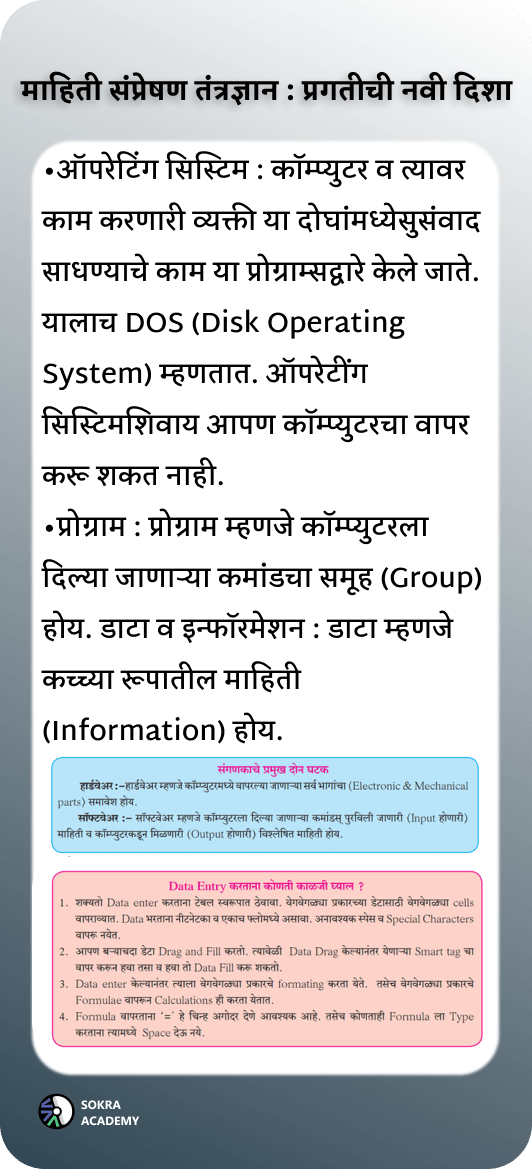 माहिती संप्रेषण तंत्रज्ञान : प्रगतीची नवी दिशा
•ऑपरेटिंग सिस्टिम : कॉम्प्युटर व त्यावर
काम करणारी व्यक्ती या दोघांमध्येसुसंवाद
साधण्याचे काम या प्रोग्राम्सद्वारे केले जाते.
यालाच DOS (Disk Operating
System) म्हणतात. ऑपरेटींग
सिस्टिमशिवाय आपण कॉम्प्युटरचा वापर
करू शकत नाही.
•प्रोग्राम : प्रोग्राम म्हणजे कॉम्प्युटरला
दिल्या जाणाऱ्या कमांडचा समूह (Group)
होय. डाटा व इन्फॉरमेशन : डाटा म्हणजे
कच्च्या रूपातील माहिती
(Information) होय.
संगणकाचे प्रमुख दोन घटक
हार्डवेअर :–हार्डवेअर म्हणजे कॉम्प्युटरमध्ये वापरल्या जाणाऱ्या सर्व भागांचा (Electronic & Mechanical
parts) समावेश होय.
सॉफ्टवेअर :– सॉफ्टवेअर म्हणजे कॉम्प्युटरला दिल्या जाणाऱ्या कमांडस् पुरविली जाणारी (Input होणारी)
माहिती व कॉम्प्युटरकडून मिळणारी (Output होणारी) विश्लेषित माहिती होय.
Data Entry करताना कोणती काळजी घ्याल ?
1. शक्यतो Data enter करताना टेबल स्वरूपात ठेवावा. वेगवेगळ्या प्रकारच्या डेटासाठी वेगवेगळ्या cells
वापराव्यात. Data भरताना नीटनेटका व एकाच फ्लोमध्ये असावा. अनावश्यक स्पेस व Special Characters
वापरू नयेत.
2. आपण बऱ्याचदा डेटा Drag and Fill करतो. त्यावेळी Data Drag केल्यानंतर येणाऱ्या Smart tag चा
वापर करून हवा तसा व हवा तो Data Fill करू शकतो.
3. Data enter केल्यानंतर त्याला वेगवेगळ्या प्रकारचे formating करता येते. तसेच वेगवेगळ्या प्रकारचे
Formulae वापरून Calculations ही करता येतात.
4. Formula वापरताना ‘=’ हे चिन्ह अगोदर देणे आवश्यक आहे. तसेच कोणताही Formula ला Type
करताना त्यामध्ये Space देऊ नये.
SOKRA
ACADEMY